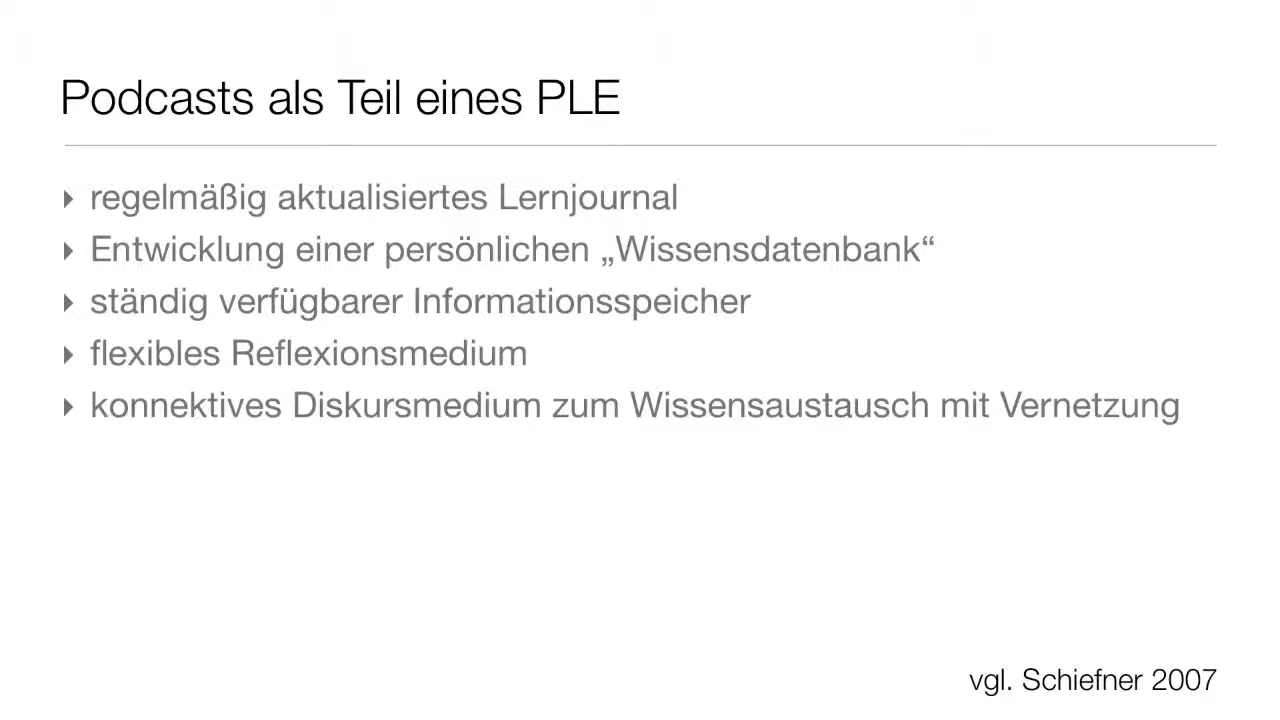 Podcasts als Teil eines PLE
‣ regelmäßig aktualisiertes Lernjournal
‣ Entwicklung einer persönlichen „Wissensdatenbank“
‣ ständig verfügbarer Informationsspeicher
‣ flexibles Reflexionsmedium
‣ konnektives Diskursmedium zum Wissensaustausch mit Vernetzung
vgl. Schiefner 2007